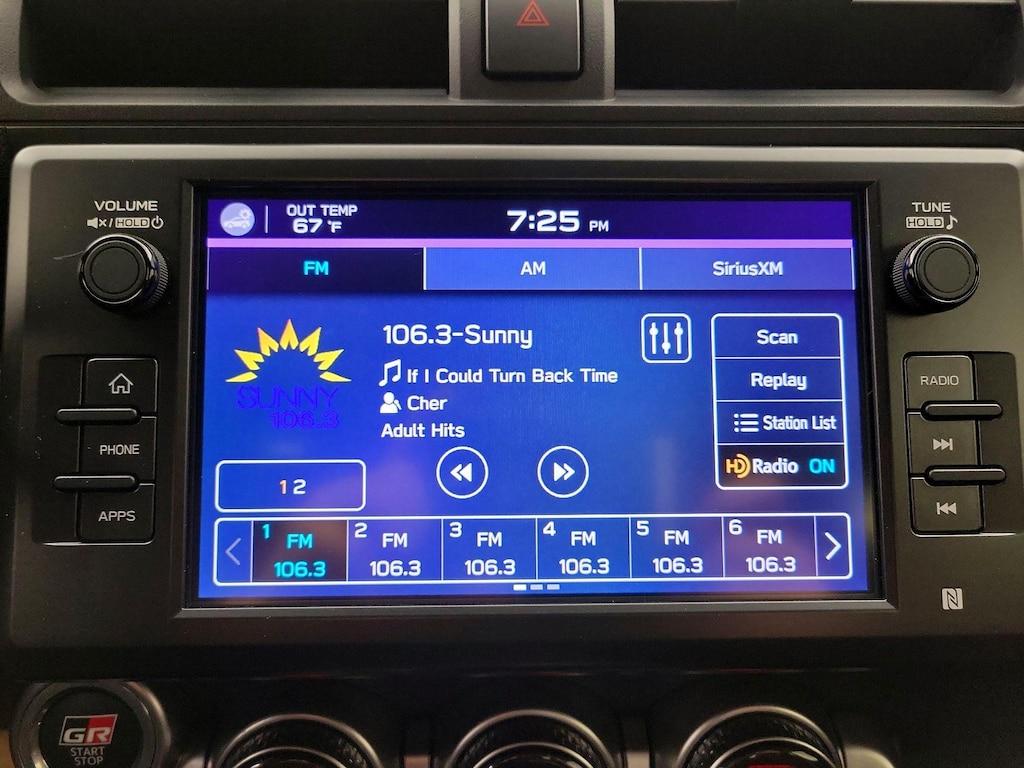 VOLUME
/HOLD
OUT TEMP
67 °F
7:25 PM
TUNE
HOLD
FM
AM
SiriusXM
106.3-Sunny
If I Could Turn Back Time
Cher
Adult Hits
SUNNY
106.3
Scan
Replay
Station List
HD Radio ON
1 2
1 FM 106.3
2 FM 106.3
3 FM 106.3
4 FM 106.3
5 FM 106.3
6 FM 106.3
PHONE
APPS
RADIO
GR
START
STOP